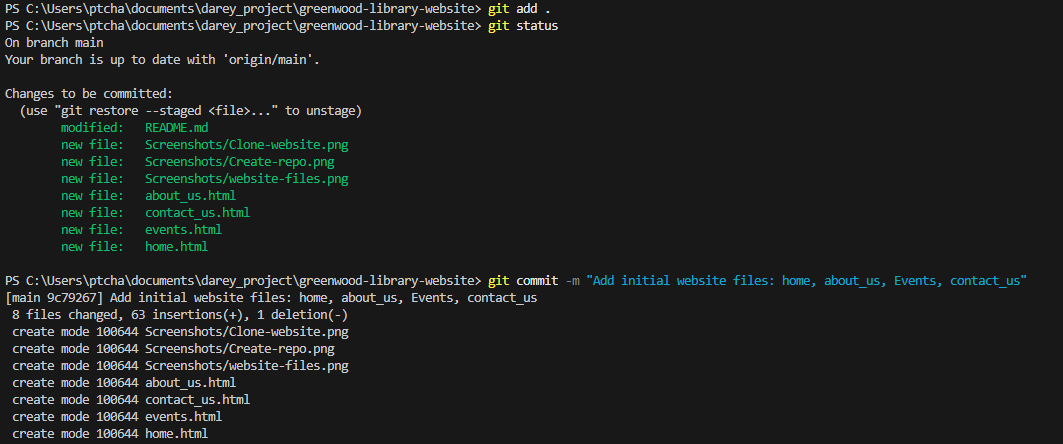 PS C:\Users\ptcha\documents\darey_project\greenwood-library-website> git add .
PS C:\Users\ptcha\documents\darey_project\greenwood-library-website> git status
On branch main
Your branch is up to date with 'origin/main'.

Changes to be committed:
  (use "git restore --staged <file>..." to unstage)
        modified:   README.md
        new file:   Screenshots/Clone-website.png
        new file:   Screenshots/Create-repo.png
        new file:   Screenshots/website-files.png
        new file:   about_us.html
        new file:   contact_us.html
        new file:   events.html
        new file:   home.html

PS C:\Users\ptcha\documents\darey_project\greenwood-library-website> git commit -m "Add initial website files: home, about_us, Events, contact_us"
[main 9c79267] Add initial website files: home, about_us, Events, contact_us
 8 files changed, 63 insertions(+), 1 deletion(-)
 create mode 100644 Screenshots/Clone-website.png
 create mode 100644 Screenshots/Create-repo.png
 create mode 100644 Screenshots/website-files.png
 create mode 100644 about_us.html
 create mode 100644 contact_us.html
 create mode 100644 events.html
 create mode 100644 home.html